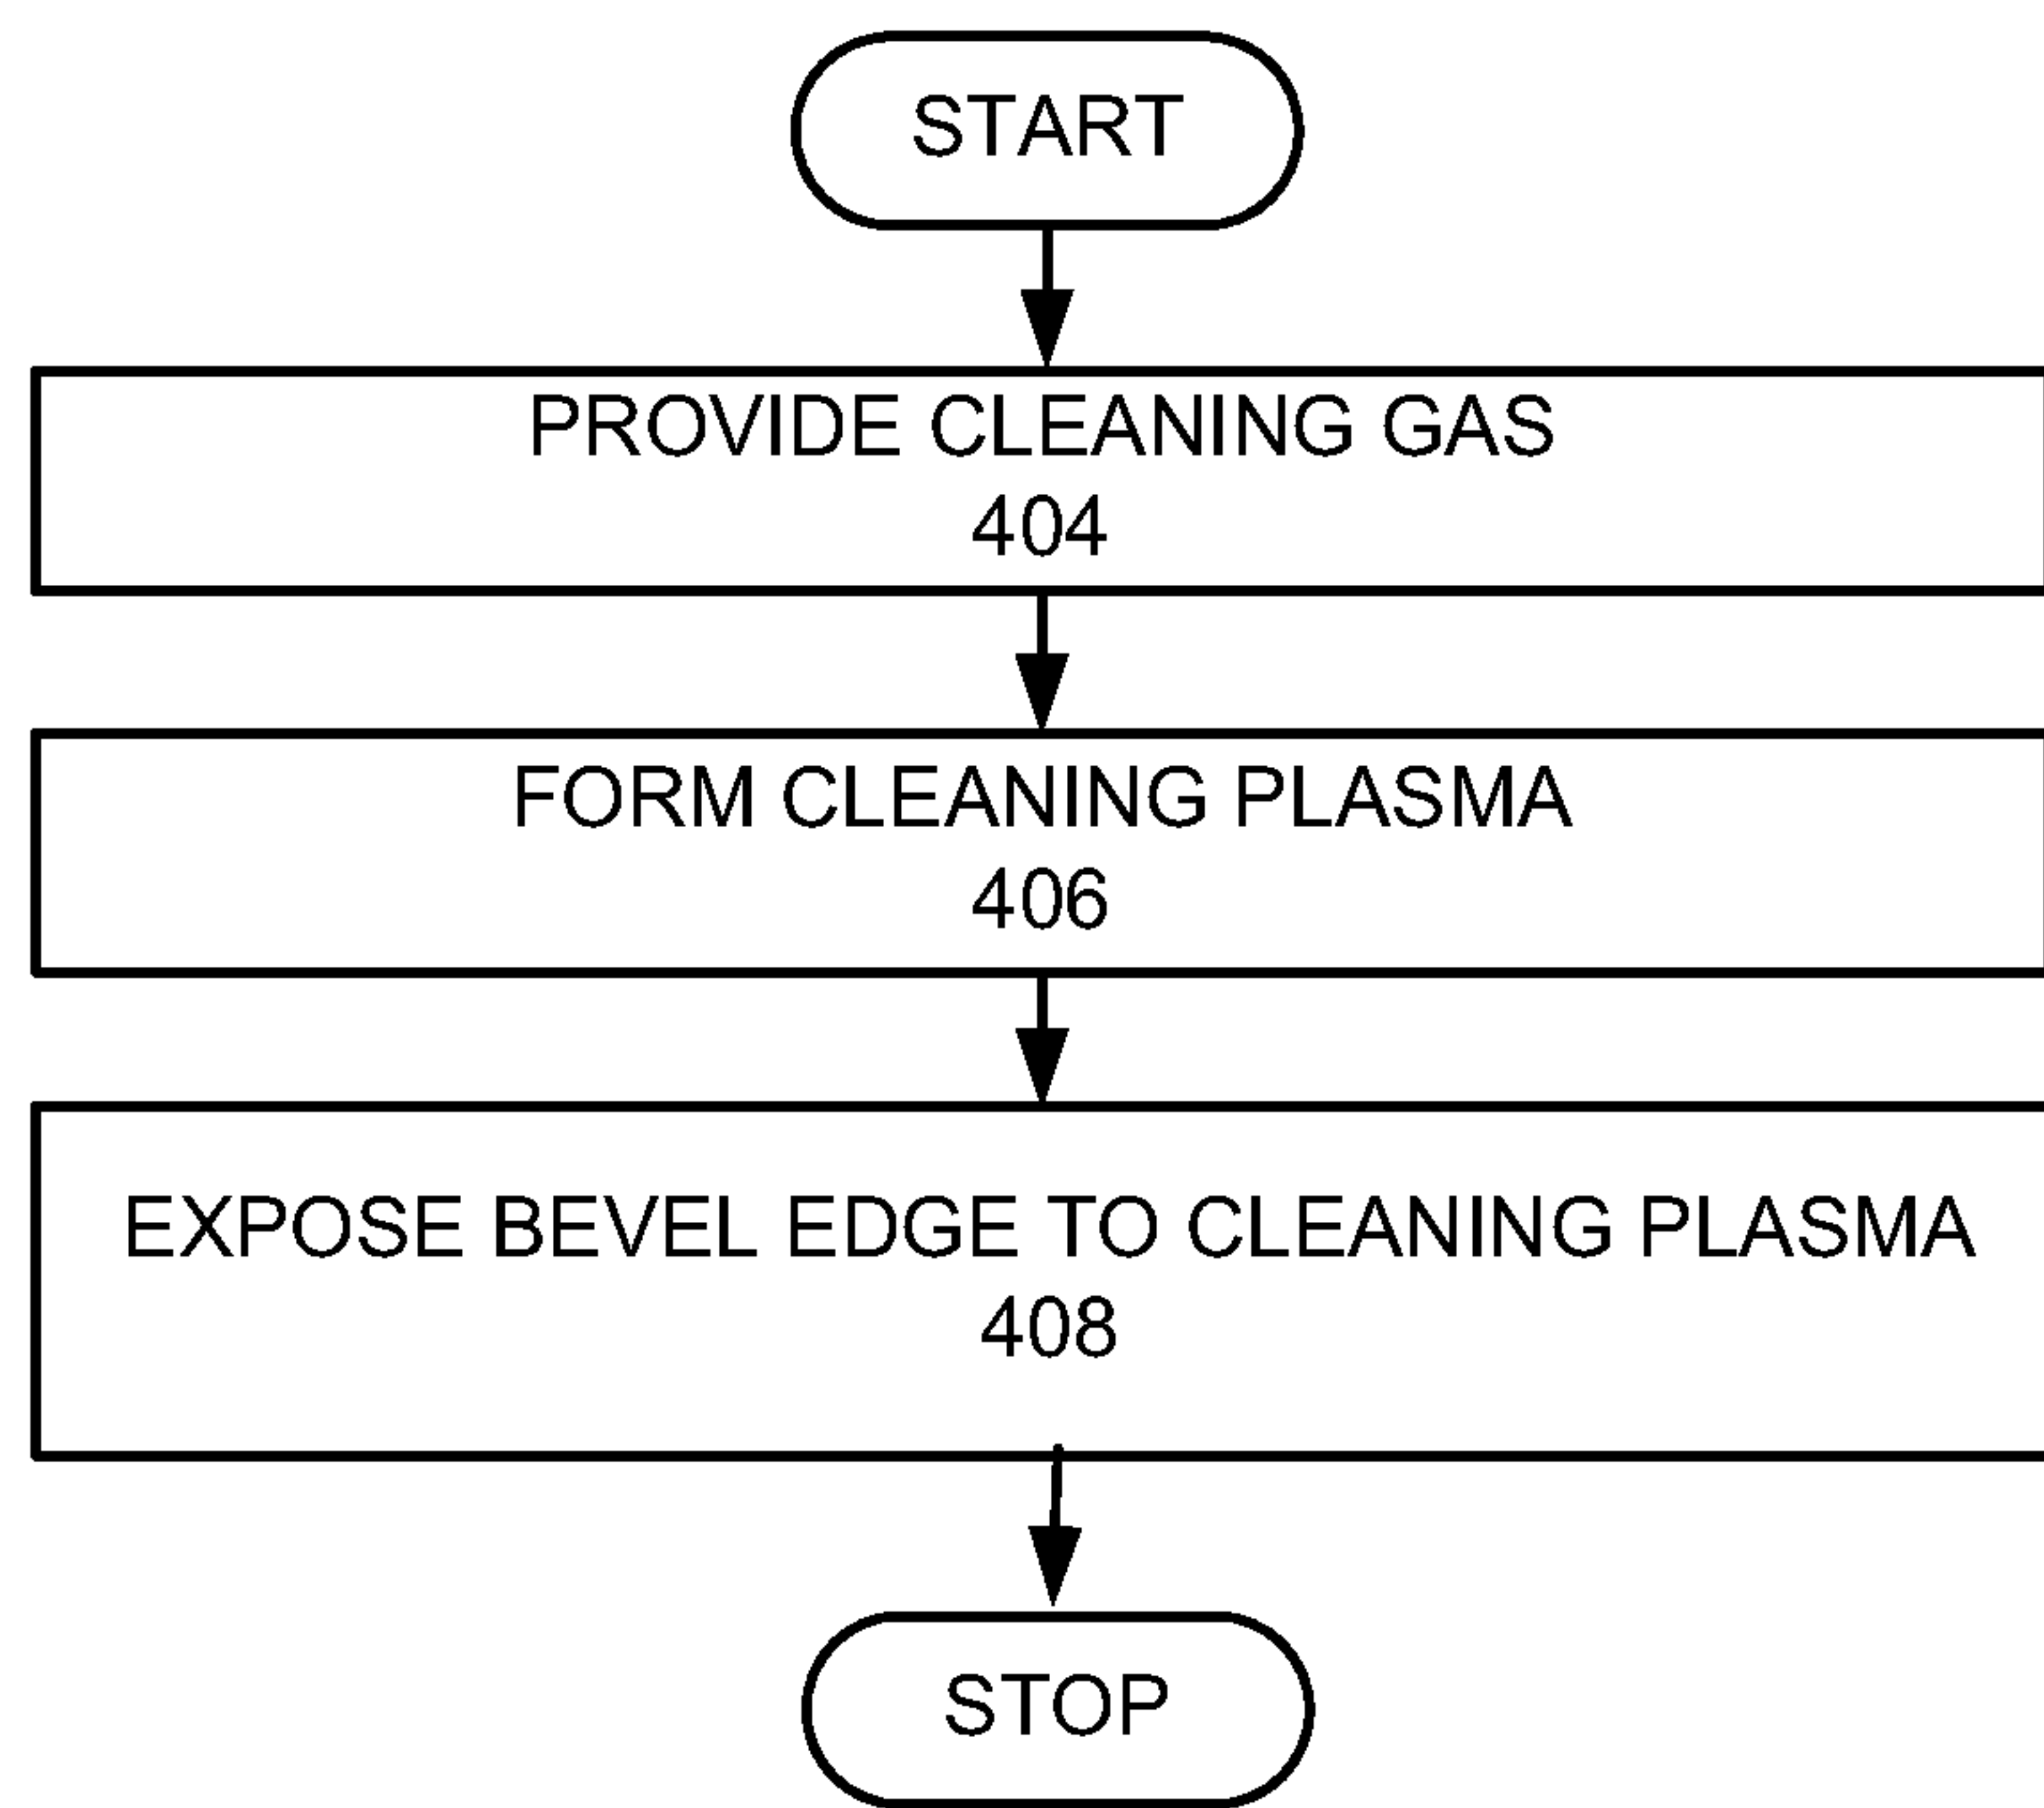 START
PROVIDE CLEANING GAS
404
FORM CLEANING PLASMA
406
EXPOSE BEVEL EDGE TO CLEANING PLASMA
408
STOP